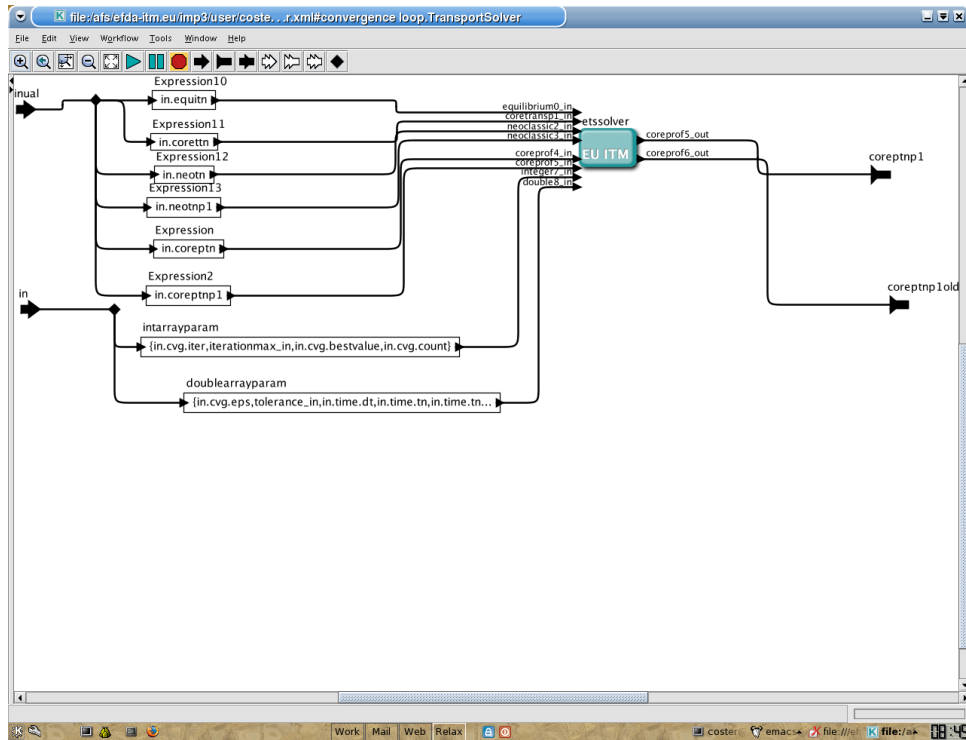 file:/afs/efda-itm.eu/imp3/user/coste...r.xml#convergence loop.TransportSolver
File Edit View Workflow Tools Window Help
inual
Expression10
in.equitn
Expression11
in.corettn
Expression12
in.neotn
Expression13
in.neotnp1
Expression
in.coreptn
Expression2
in.coreptnp1
in
intarrayparam
{in.cvg.iter,iterationmax_in,in.cvg.bestvalue,in.cvg.count}
doublearrayparam
{in.cvg.eps,tolerance_in,in.time.dt,in.time.tn,in.time.tn...
equilibrium0_in
coretransp1_in
neoclassic2_in
neoclassic3_in
coreprof4_in
coreprof5_in
integer7_in
double8_in
etssolver
EU ITM
coreprof5_out
coreprof6_out
coreptnp1
coreptnp1old
Work Mail Web Relax
coster emacs file:///